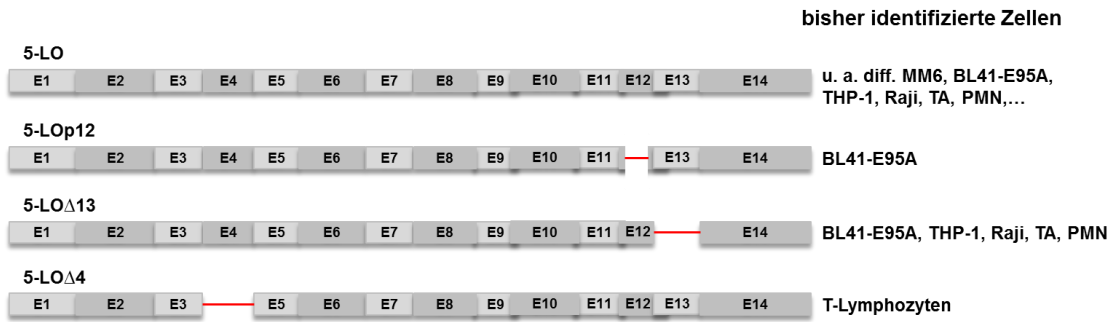 bisher identifizierte Zellen
5-LO
E1 E2 E3 E4 E5 E6 E7 E8 E9 E10 E11 E12 E13 E14
u. a. diff. MM6, BL41-E95A,
THP-1, Raji, TA, PMN,...
5-LOp12
E1 E2 E3 E4 E5 E6 E7 E8 E9 E10 E11 E13 E14 BL41-E95A
5-LOΔ13
E1 E2 E3 E4 E5 E6 E7 E8 E9 E10 E11 E12 E14 BL41-E95A, THP-1, Raji, TA, PMN
5-LOΔ4
E1 E2 E3 E5 E6 E7 E8 E9 E10 E11 E12 E13 E14 T-Lymphozyten